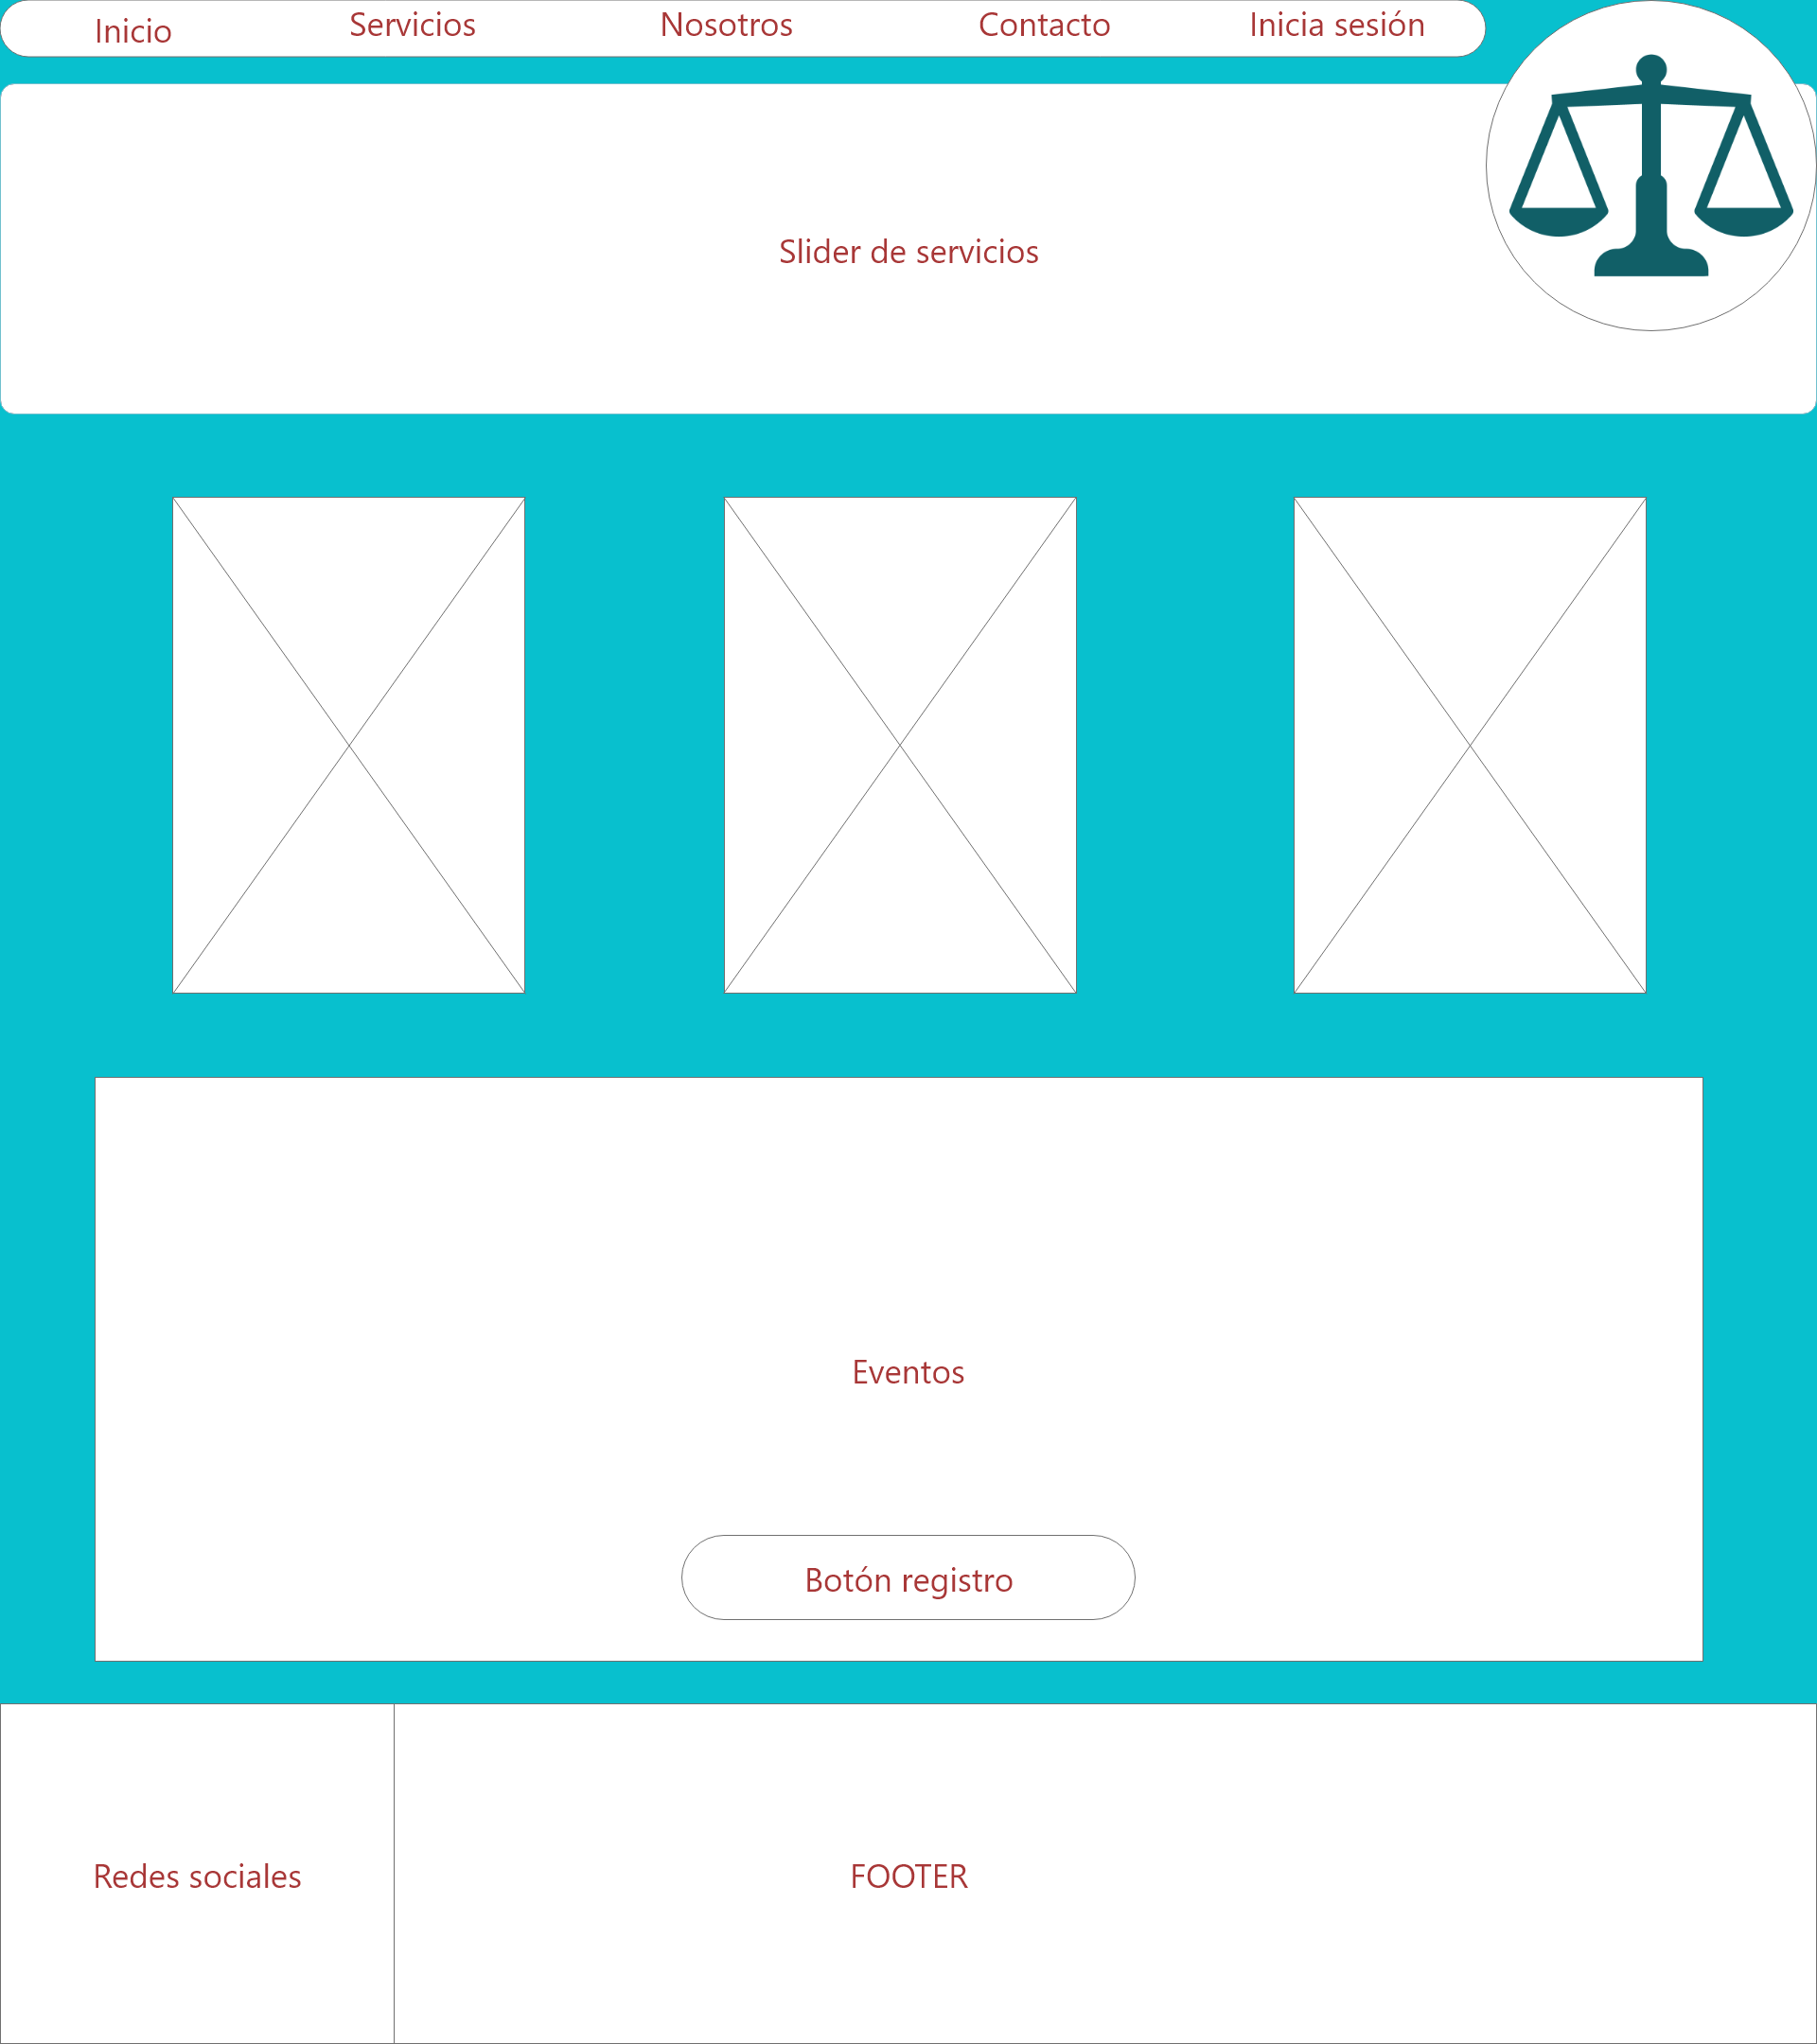 Inicio
Servicios
Nosotros
Contacto
Inicia sesión
Slider de servicios
Eventos
Botón registro
Redes sociales
FOOTER